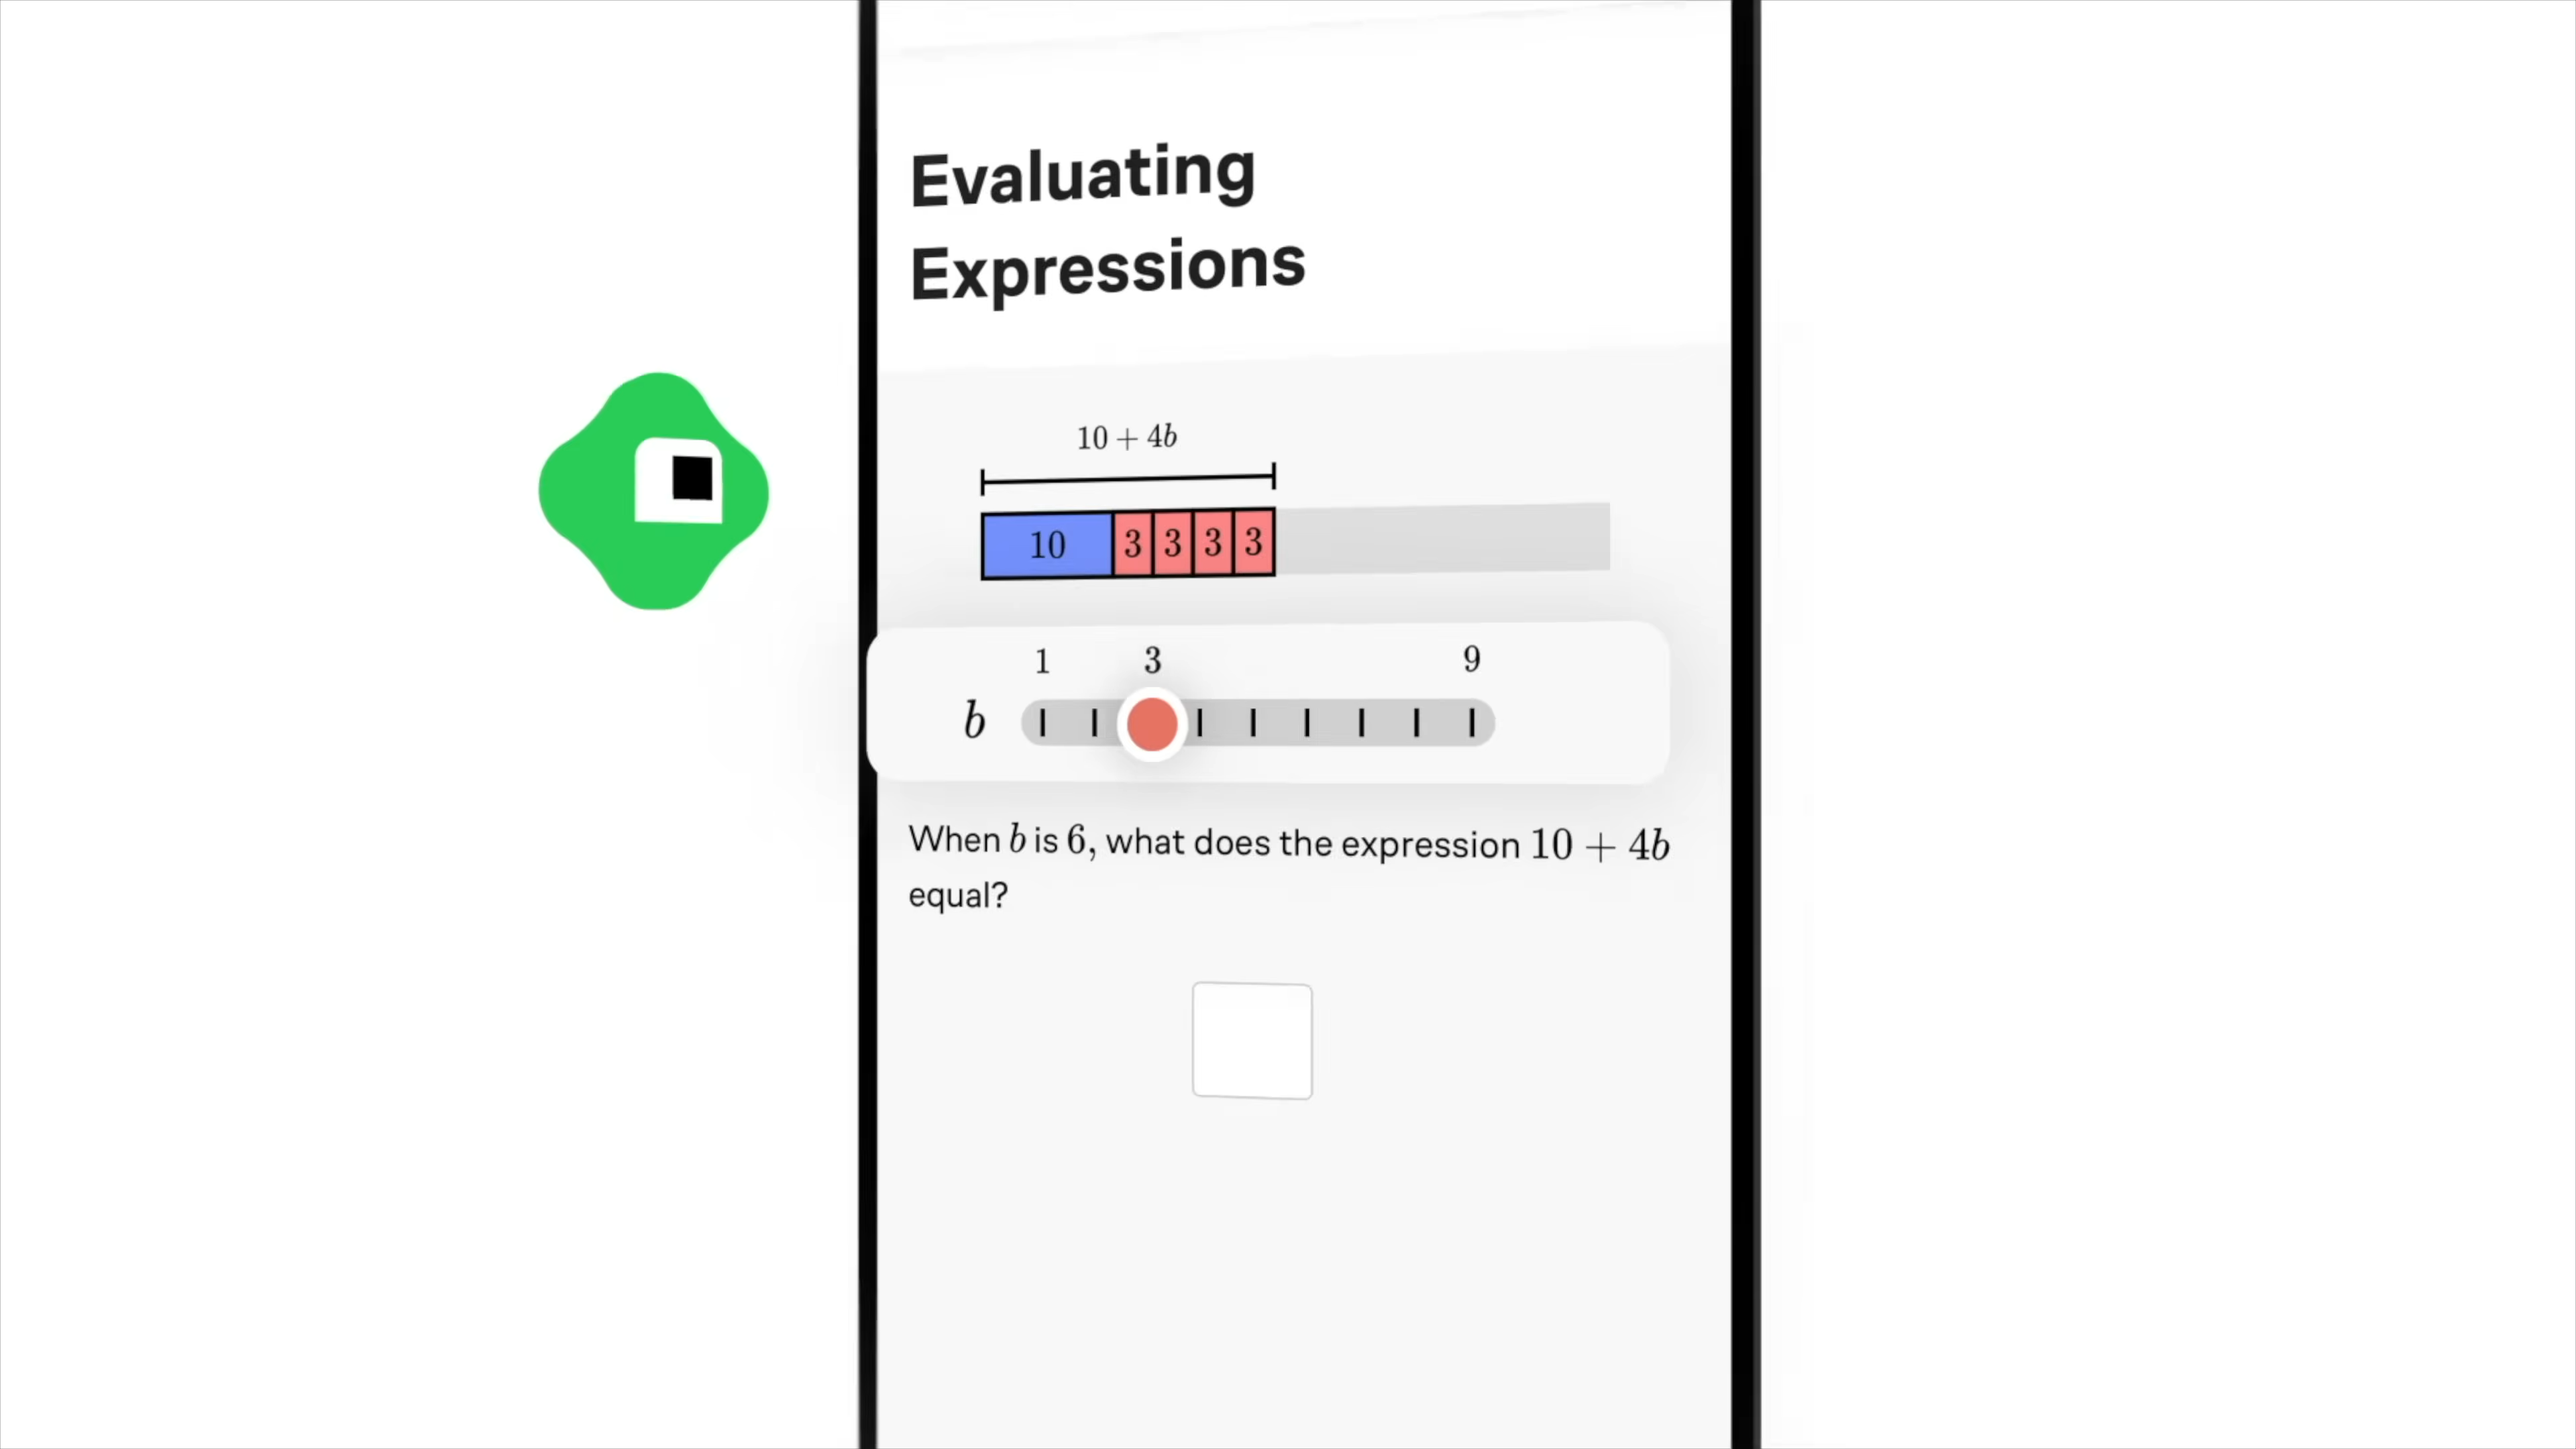 Evaluating
Expressions
10 + 4b
10 3 3 3 3
1 3 9
b
When b is 6, what does the expression 10 + 4b
equal?